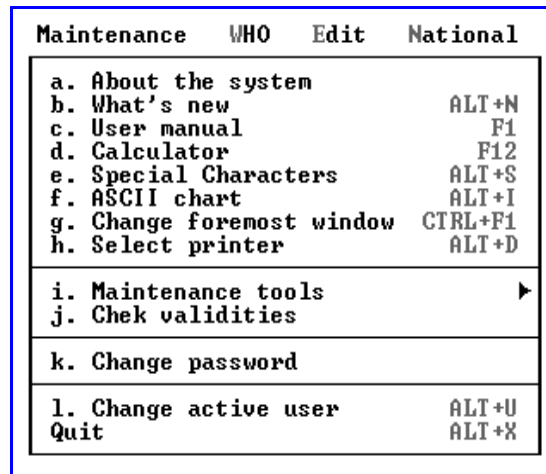 Maintenance WHO Edit National
a. About the system
b. What's new ALT+N
c. User manual F1
d. Calculator F12
e. Special Characters ALT+S
f. ASCII chart ALT+I
g. Change foremost window CTRL+F1
h. Select printer ALT+D
i. Maintenance tools
j. Chek validities
k. Change password
l. Change active user ALT+U
Quit ALT+X